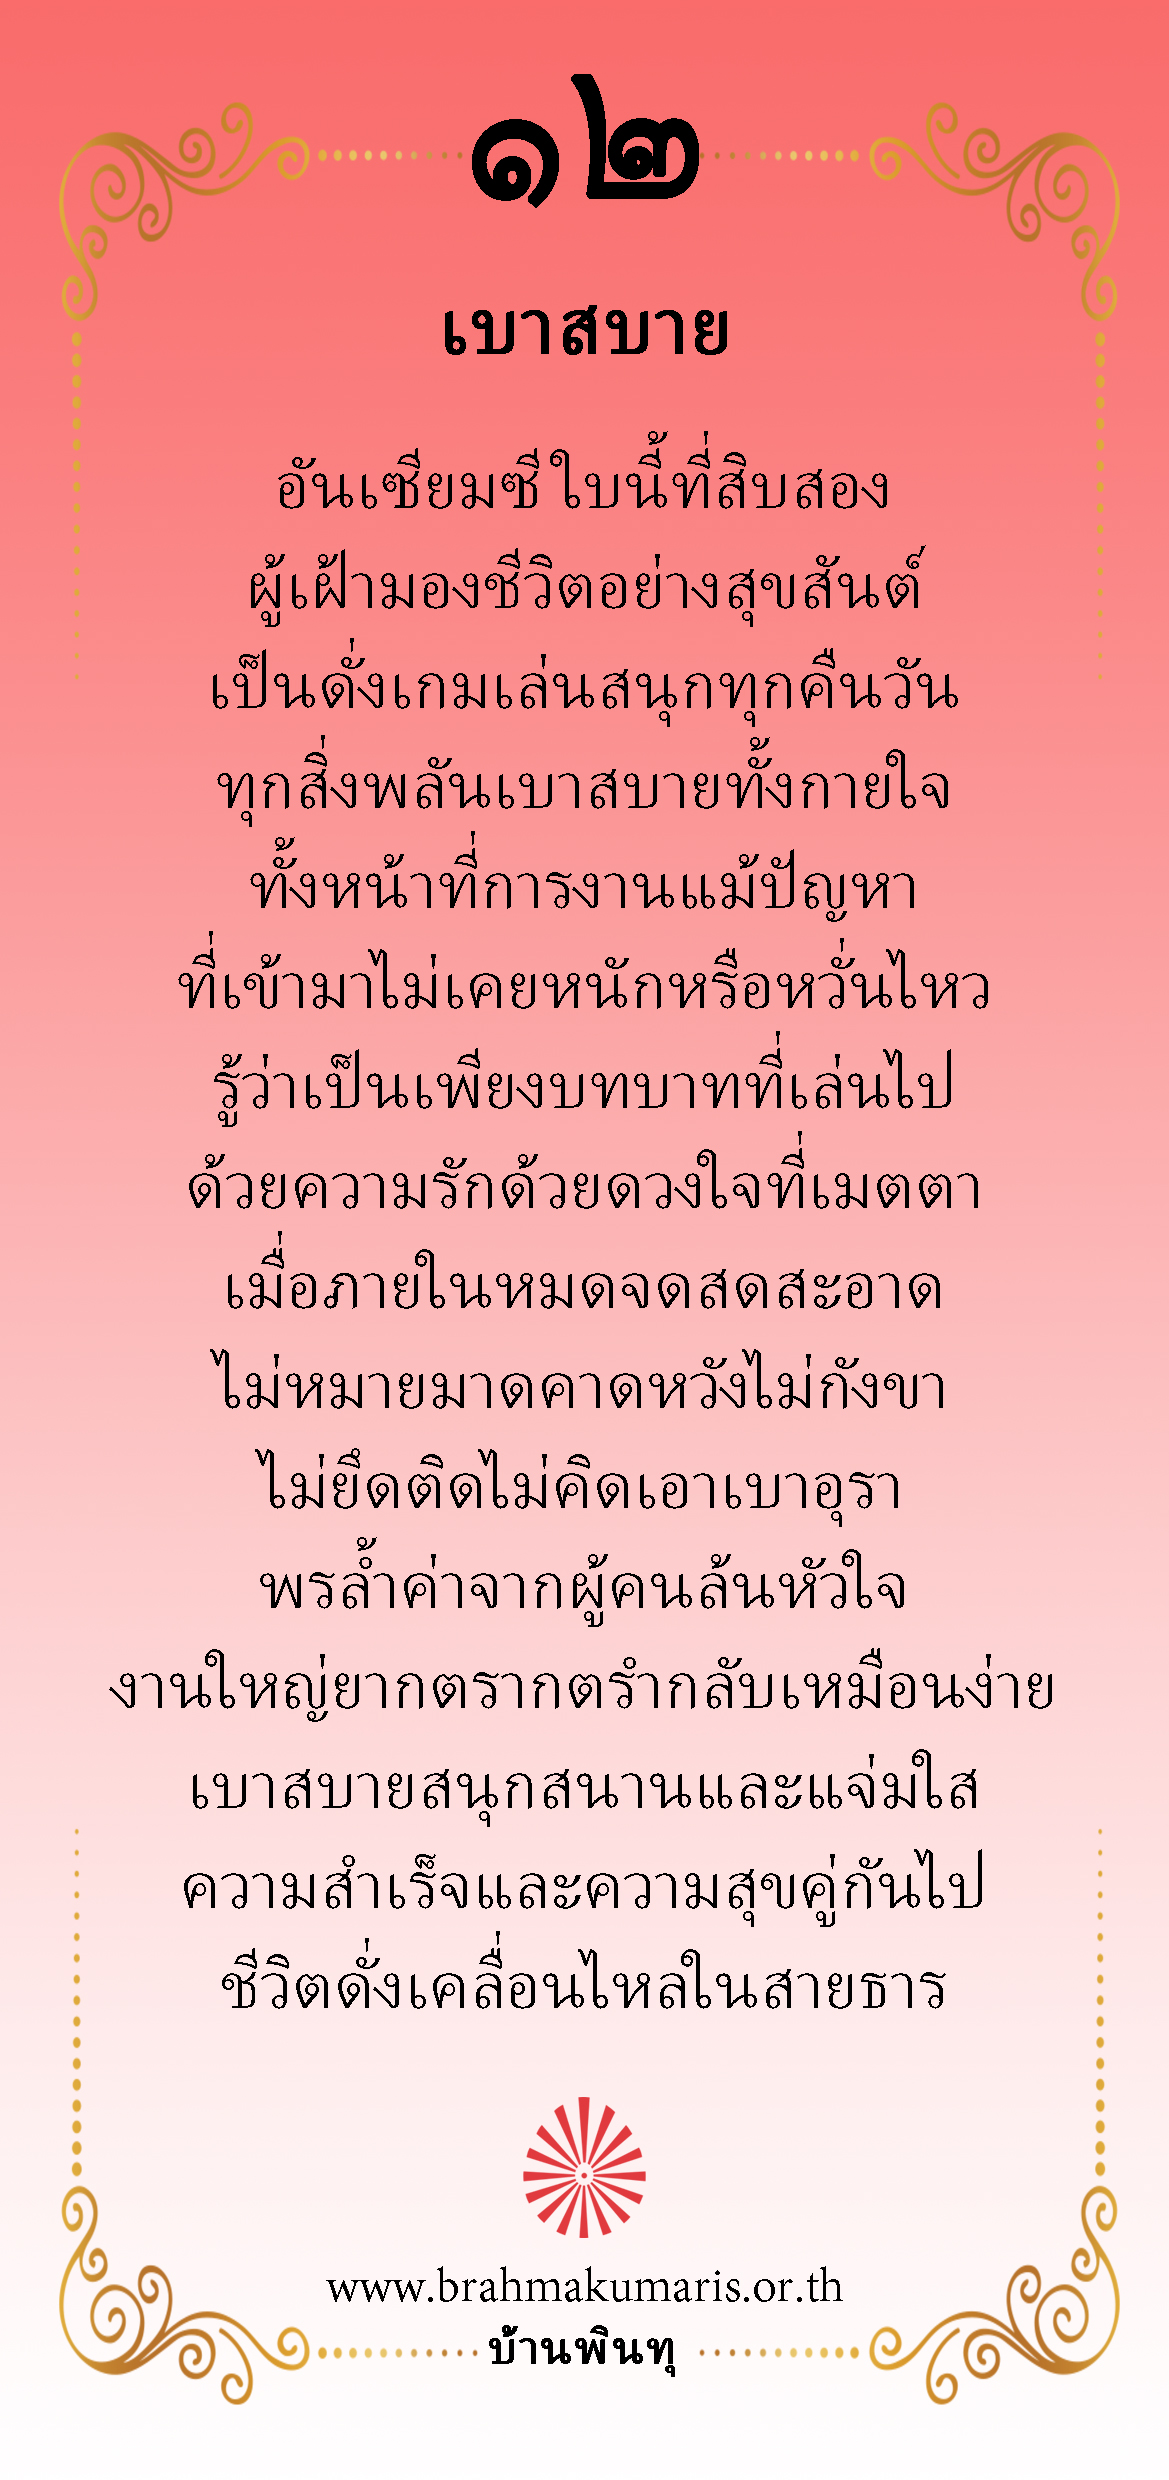 ๑๒
เบาสบาย
อันเซียมซีใบนี้ที่สิบสอง
ผู้เฝ้ามองชีวิตอย่างสุขสันต์
เป็นดั่งเกมเล่นสนุกทุกคืนวัน
ทุกสิ่งพลันเบาสบายทั้งกายใจ
ทั้งหน้าที่การงานแม้ปัญหา
ที่เข้ามาไม่เคยหนักหรือหวั่นไหว
รู้ว่าเป็นเพียงบทบาทที่เล่นไป
ด้วยความรักด้วยดวงใจที่เมตตา
เมื่อภายในหมดจดสดสะอาด
ไม่หมายมาดคาดหวังไม่กังขา
ไม่ยึดติดไม่คิดเอาเบาอุรา
พรล้ำค่าจากผู้คนล้นหัวใจ
งานใหญ่ยากตรากตรำกลับเหมือนง่าย
เบาสบายสนุกสนานและแจ่มใส
ความสำเร็จและความสุขคู่กันไป
ชีวิตดั่งเคลื่อนไหลในสายธาร
www.brahmakumaris.or.th
บ้านพินทุ